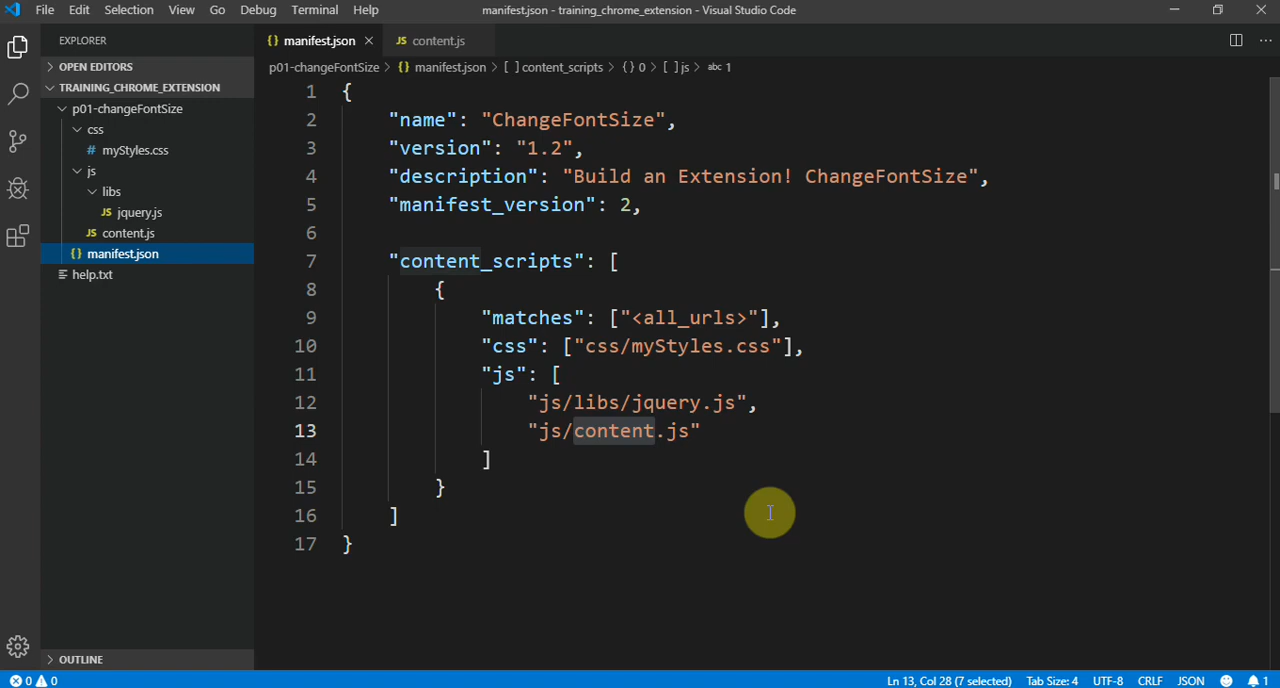 File Edit Selection View Go Debug Terminal Help
manifest.json - training_chrome_extension - Visual Studio Code
EXPLORER
OPEN EDITORS
TRAINING_CHROME_EXTENSION
p01-changeFontSize
css
# myStyles.css
js
libs
JS jquery.js
JS content.js
{} manifest.json
help.txt
OUTLINE
{} manifest.json
JS content.js
p01-changeFontSize > {} manifest.json > [ ] content_scripts > {} 0 > [ ] js > abc 1
1 {
2 "name": "ChangeFontSize",
3 "version": "1.2",
4 "description": "Build an Extension! ChangeFontSize",
5 "manifest_version": 2,
6
7 "content_scripts": [
8 {
9 "matches": ["<all_urls>"],
10 "css": ["css/myStyles.css"],
11 "js": [
12 "js/libs/jquery.js",
13 "js/content.js"
14 ]
15 }
16 ]
17 }
0 0
Ln 13, Col 28 (7 selected) Tab Size: 4 UTF-8 CRLF JSON 1